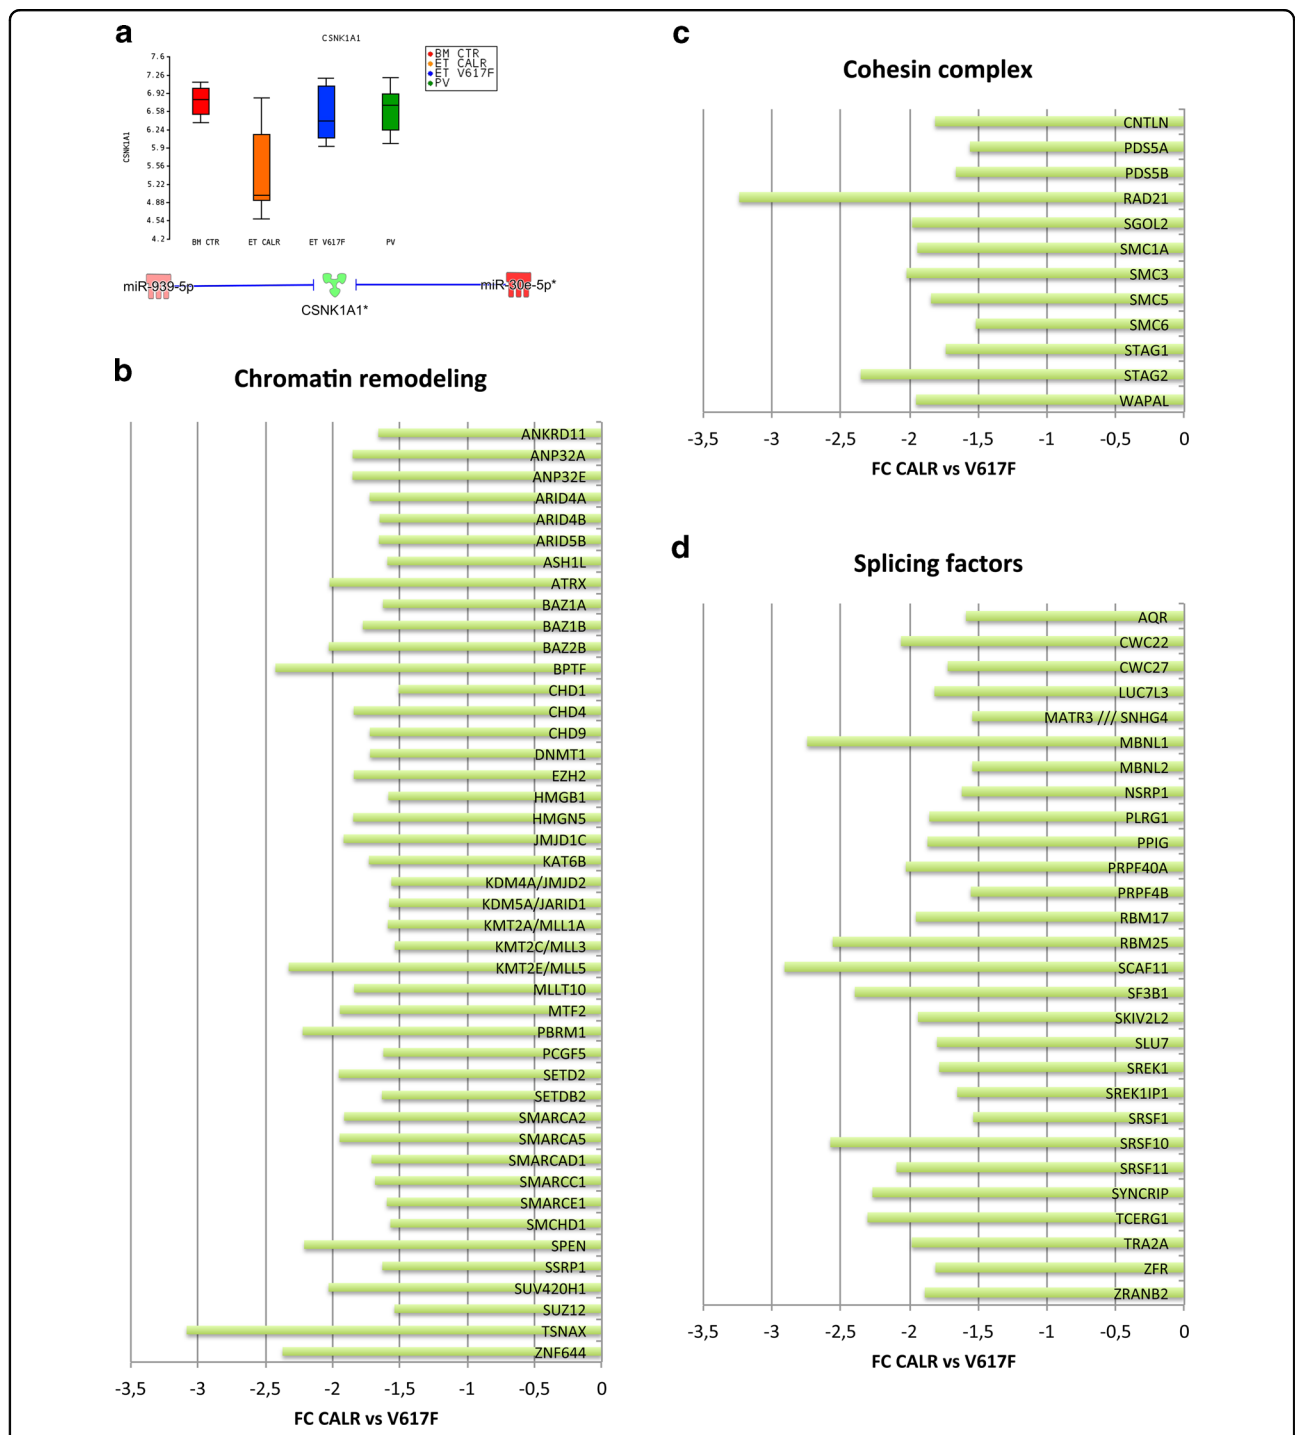 a
CSNK1A1
BM CTR
ET CALR
ET V617F
PV
7.6
7.26
6.92
6.58
6.24
5.9
5.56
5.22
4.88
4.54
4.2
CSNK1A1
BM CTR ET CALR ET V617F PV
miR-939-5p miR-30e-5p*
CSNK1A1*
b
Chromatin remodeling
ANKRD11
ANP32A
ANP32E
ARID4A
ARID4B
ARID5B
ASH1L
ATRX
BAZ1A
BAZ1B
BAZ2B
BPTF
CHD1
CHD4
CHD9
DNMT1
EZH2
HMGB1
HMGN5
JMJD1C
KAT6B
KDM4A/JMJD2
KDM5A/JARID1
KMT2A/MLL1A
KMT2C/MLL3
KMT2E/MLL5
MLLT10
MTF2
PBRM1
PCGF5
SETD2
SETDB2
SMARCA2
SMARCA5
SMARCAD1
SMARCC1
SMARCE1
SMCHD1
SPEN
SSRP1
SUV420H1
SUZ12
TSNAX
ZNF644
-3,5 -3 -2,5 -2 -1,5 -1 -0,5 0
FC CALR vs V617F
c
Cohesin complex
CNTLN
PDS5A
PDS5B
RAD21
SGOL2
SMC1A
SMC3
SMC5
SMC6
STAG1
STAG2
WAPAL
-3,5 -3 -2,5 -2 -1,5 -1 -0,5 0
FC CALR vs V617F
d
Splicing factors
AQR
CWC22
CWC27
LUC7L3
MATR3 /// SNHG4
MBNL1
MBNL2
NSRP1
PLRG1
PPIG
PRPF40A
PRPF4B
RBM17
RBM25
SCAF11
SF3B1
SKIV2L2
SLU7
SREK1
SREK1IP1
SRSF1
SRSF10
SRSF11
SYNCRIP
TCERG1
TRA2A
ZFR
ZRANB2
-3,5 -3 -2,5 -2 -1,5 -1 -0,5 0
FC CALR vs V617F